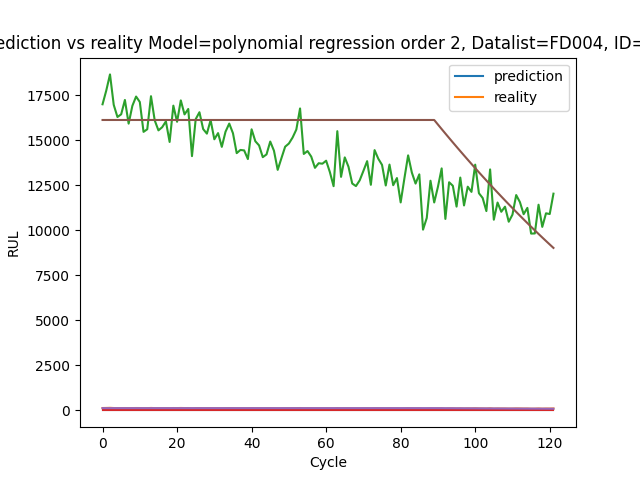 ediction vs reality Model=polynomial regression order 2, Datalist=FD004, ID=
prediction
reality
17500
15000
12500
10000
7500
5000
2500
0
RUL
0 20 40 60 80 100 120
Cycle